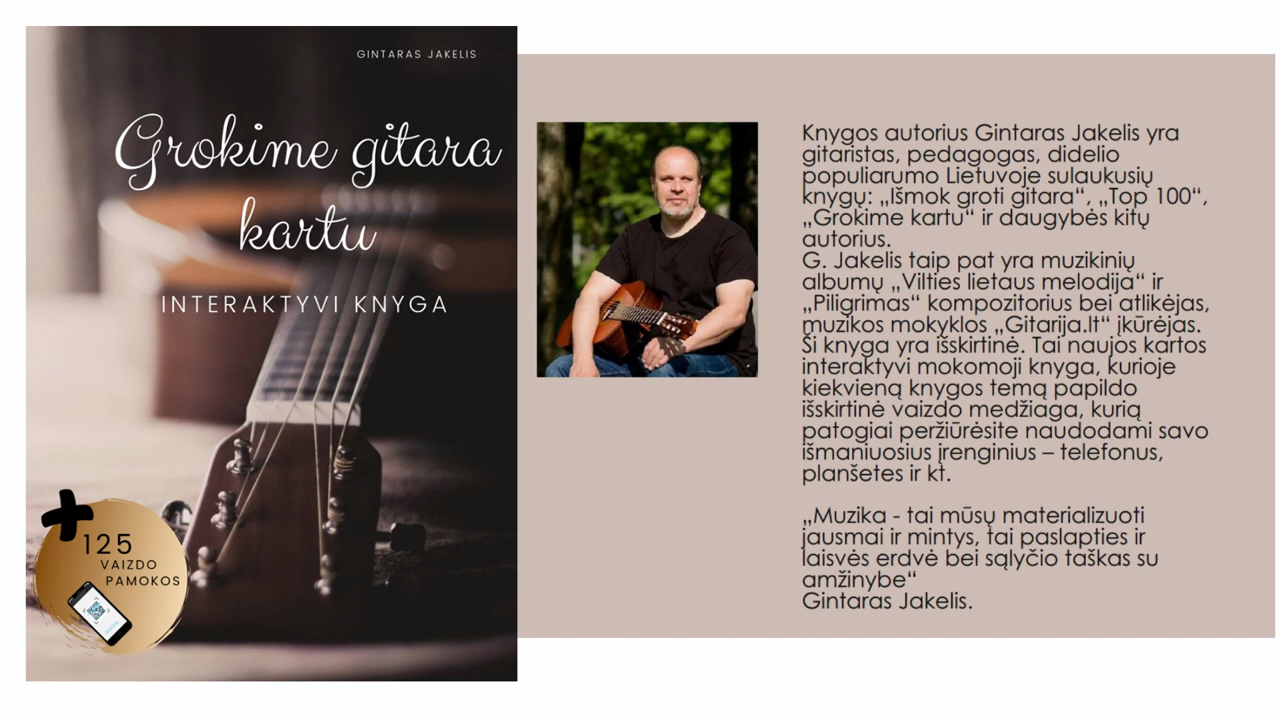 GINTARAS JAKELIS
Grokime gitara
kartu
INTERAKTYVI KNYGA
125
VAIZDO
PAMOKOS
Knygos autorius Gintaras Jakelis yra
gitaristas, pedagogas, didelio
populiarumo Lietuvoje sulaukusių
knygų: „Išmok groti gitara“, „Top 100“,
„Grokime kartu“ ir daugybės kitų
autorius.
G. Jakelis taip pat yra muzikinių
albumų „Vilties lietaus melodija“ ir
„Piligrimas“ kompozitorius bei atlikėjas,
muzikos mokyklos „Gitarija.lt“ įkūrėjas.
Ši knyga yra išskirtinė. Tai naujos kartos
interaktyvi mokomoji knyga, kurioje
kiekvieną knygos temą papildo
išskirtinė vaizdo medžiaga, kurią
patogiai peržiūrėsite naudodami savo
išmaniuosius įrenginius – telefonus,
planšetes ir kt.
„Muzika - tai mūsų materializuoti
jausmai ir mintys, tai paslapties ir
laisvės erdvė bei sąlyčio taškas su
amžinybe“
Gintaras Jakelis.